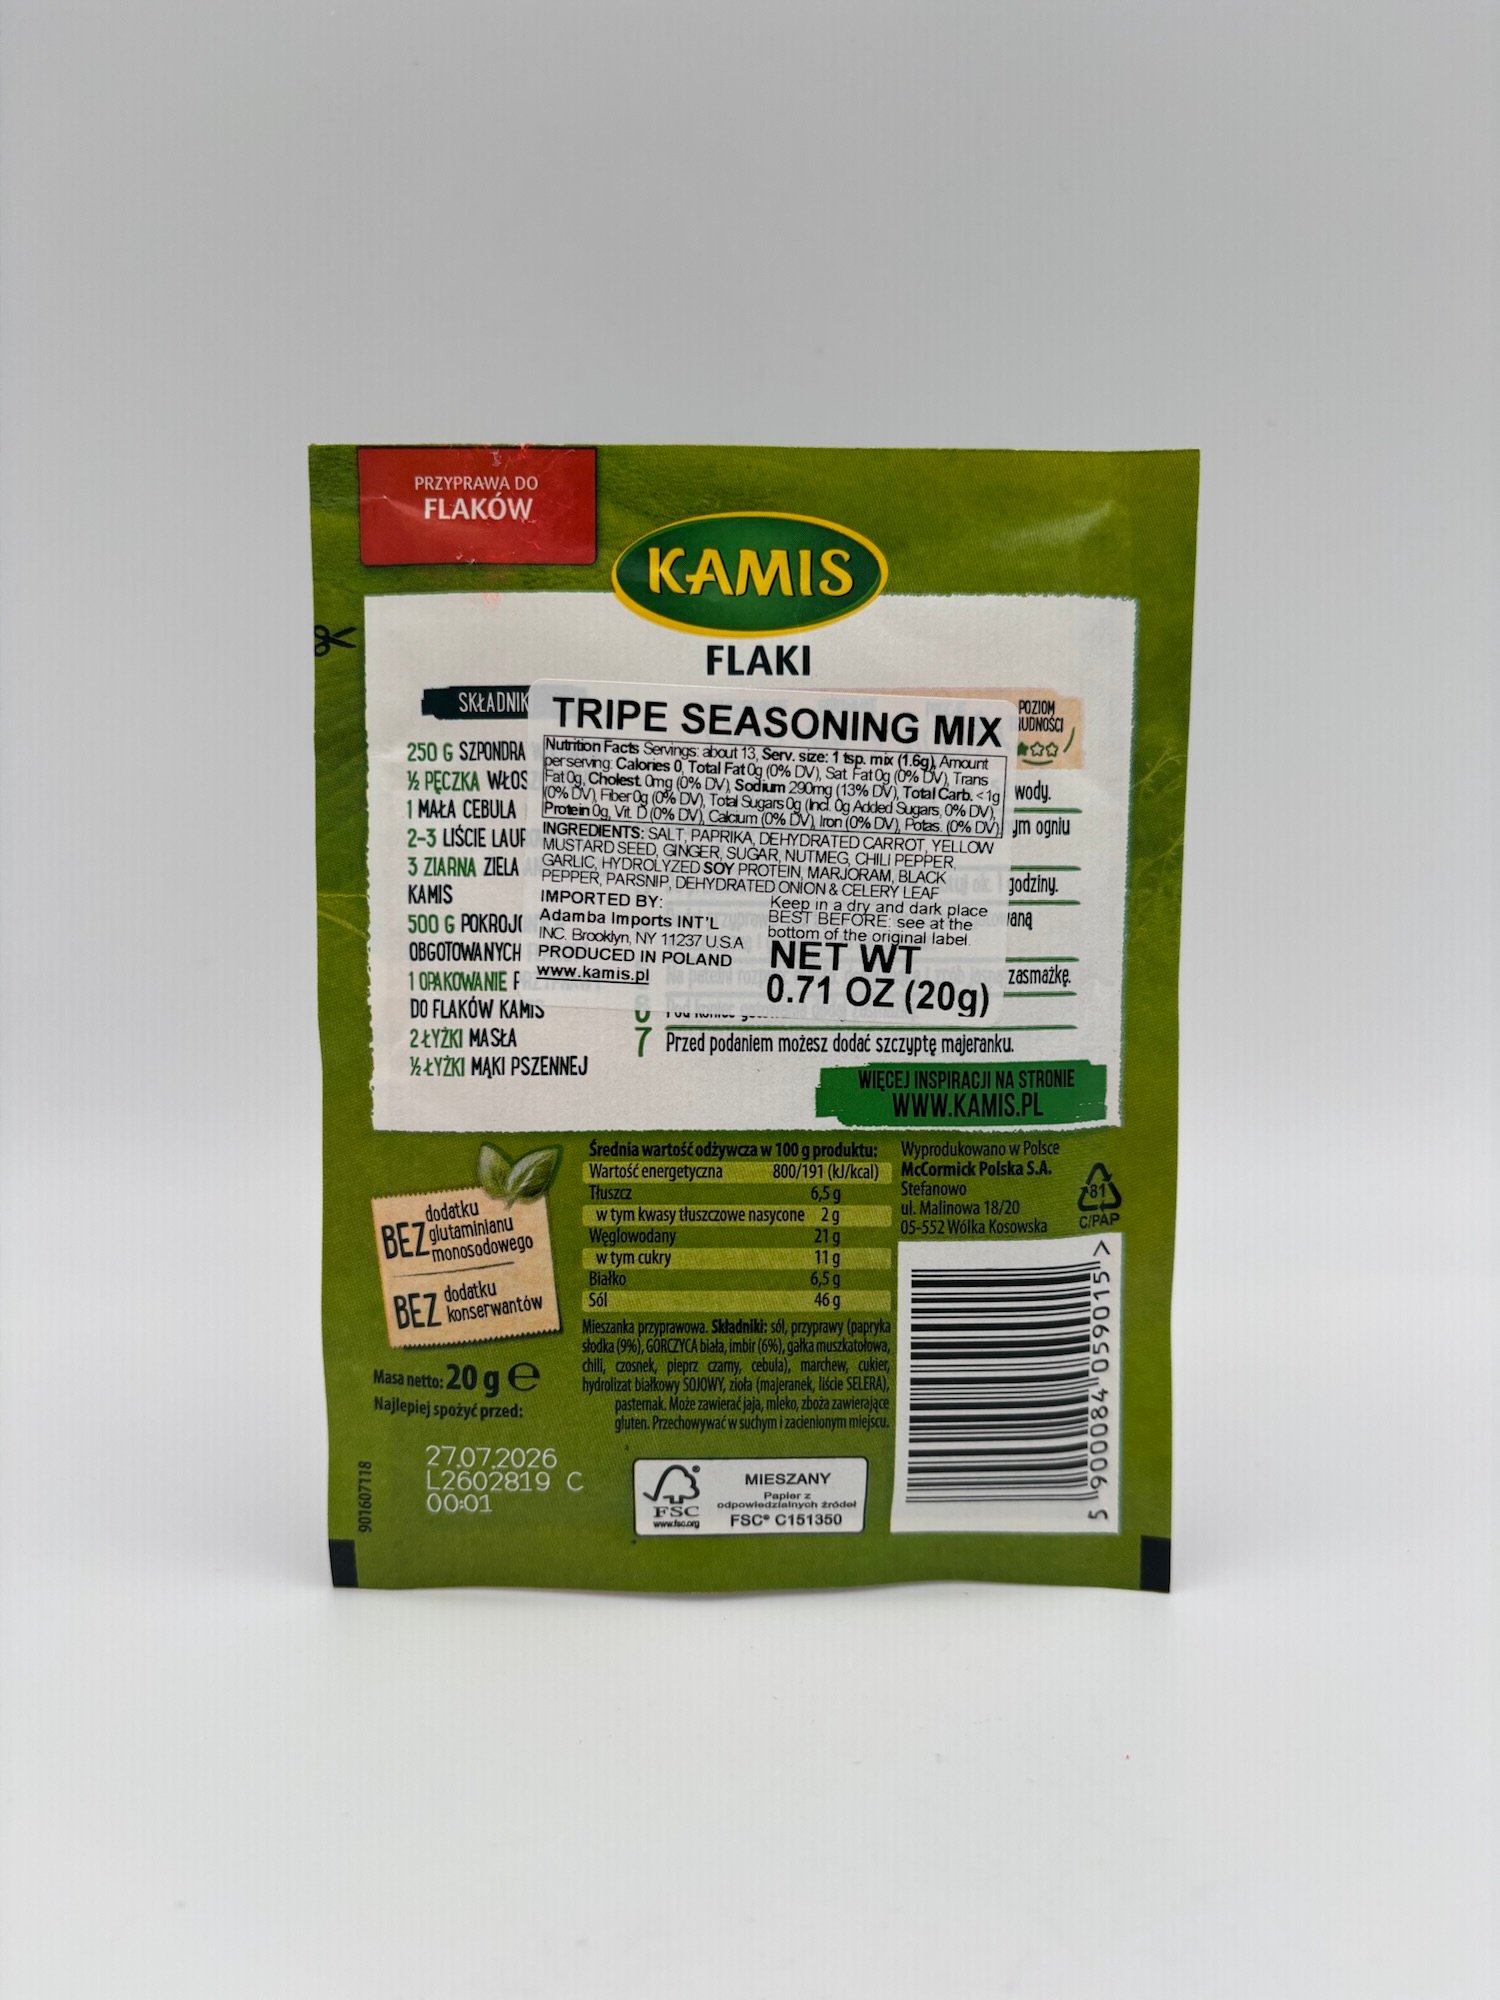 PRZYPRAWA DO
FLAKÓW
KAMIS
FLAKI
SKŁADNIK
POZIOM
250 G SZPONDRA
½ PĘCZKA WŁOS
1 MAŁA CEBULA
2-3 LIŚCIE LAUR
3 ZIARNA ZIELA
KAMIS
500 G POKROJO
OBGOTOWANYCH
1 OPAKOWANIE P
DO FLAKÓW KAMIS
2 ŁYŻKI MASŁA
½ ŁYŻKI MĄKI PSZENNEJ
TRIPE SEASONING MIX
Nutrition Facts Servings: about 13, Serv. size: 1 tsp. mix (1.6g), Amount
per serving: Calories 0, Total Fat 0g (0% DV), Sat. Fat 0g (0% DV), Trans
Fat 0g, Cholest. 0mg (0% DV), Sodium 290mg (13% DV), Total Carb. <1g
(0% DV), Fiber 0g (0% DV), Total Sugars 0g (Incl. 0g Added Sugars, 0% DV),
Protein 0g, Vit. D (0% DV), Calcium (0% DV), Iron (0% DV), Potas. (0% DV)
INGREDIENTS: SALT, PAPRIKA, DEHYDRATED CARROT, YELLOW
MUSTARD SEED, GINGER, SUGAR, NUTMEG, CHILI PEPPER,
GARLIC, HYDROLYZED SOY PROTEIN, MARJORAM, BLACK
PEPPER, PARSNIP, DEHYDRATED ONION & CELERY LEAF
IMPORTED BY:
Adamba Imports INT'L
INC. Brooklyn, NY 11237 U.S.A
PRODUCED IN POLAND
www.kamis.pl
Keep in a dry and dark place
BEST BEFORE: see at the
bottom of the original label.
NET WT
0.71 OZ (20g)
wody.
ym ogniu
godziny.
aną
zasmażkę.
7 Przed podaniem możesz dodać szczyptę majeranku.
WIĘCEJ INSPIRACJI NA STRONIE
WWW.KAMIS.PL
BEZ dodatku
glutaminianu
monosodowego
BEZ dodatku
konserwantów
Masa netto: 20 g e
Najlepiej spożyć przed:
27.07.2026
L2602819 C
00:01
901607118
Średnia wartość odżywcza w 100 g produktu:
Wartość energetyczna 800/191 (kJ/kcal)
Tłuszcz 6,5 g
w tym kwasy tłuszczowe nasycone 2 g
Węglowodany 21 g
w tym cukry 11 g
Białko 6,5 g
Sól 46 g
Mieszanka przyprawowa. Składniki: sól, przyprawy (papryka
słodka (9%), GORCZYCA biała, imbir (6%), gałka muszkatołowa,
chili, czosnek, pieprz czarny, cebula), marchew, cukier,
hydrolizat białkowy SOJOWY, zioła (majeranek, liście SELERA),
pasternak. Może zawierać jaja, mleko, zboża zawierające
gluten. Przechowywać w suchym i zacienionym miejscu.
Wyprodukowano w Polsce
McCormick Polska S.A.
Stefanowo
ul. Malinowa 18/20
05-552 Wólka Kosowska
81
C/PAP
5 900084 059015 >
FSC
www.fsc.org
MIESZANY
Papier z
odpowiedzialnych źródeł
FSC® C151350